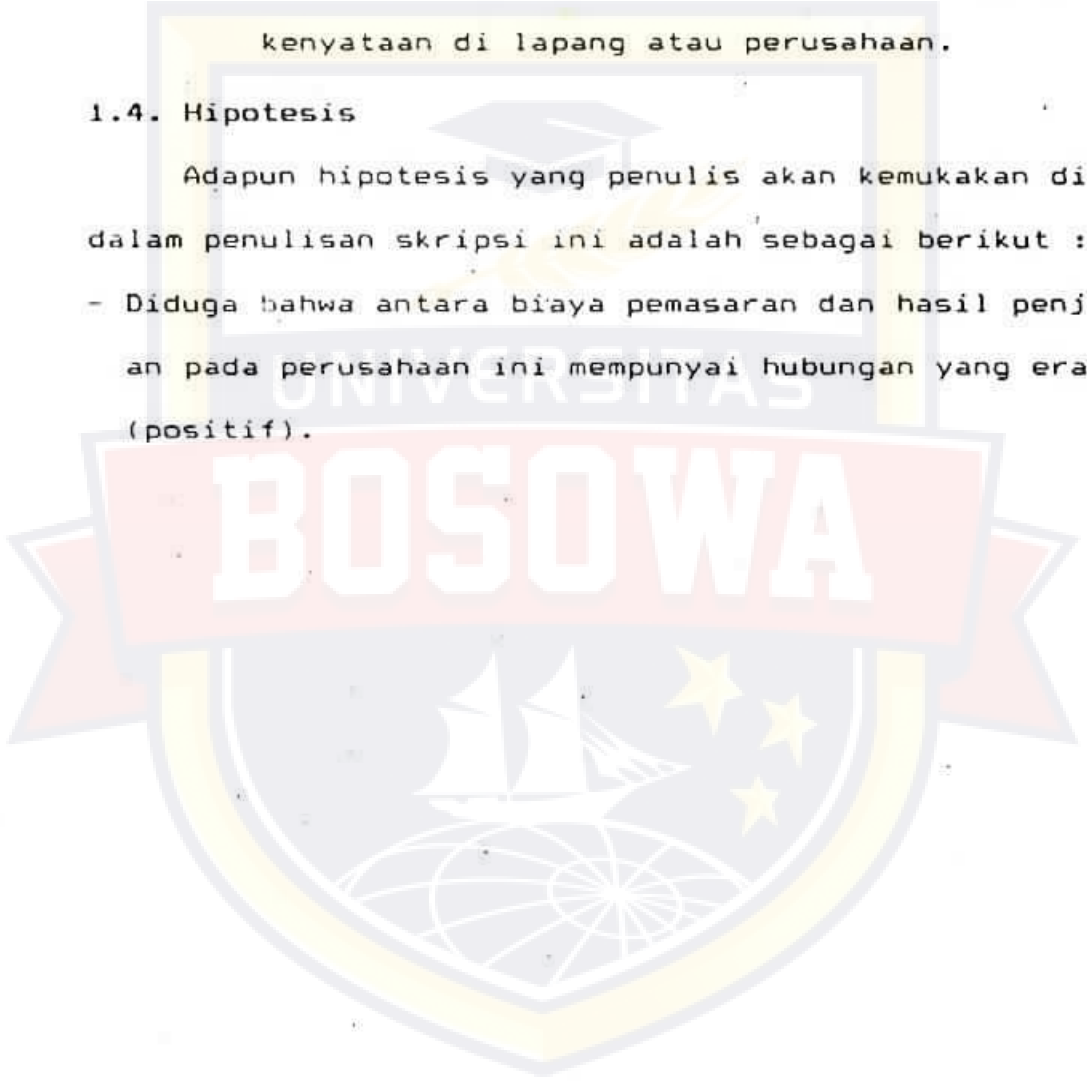 kenyataan di lapang atau perusahaan.
1.4. Hipotesis
Adapun hipotesis yang penulis akan kemukakan di
dalam penulisan skripsi ini adalah sebagai berikut :
- Diduga bahwa antara biaya pemasaran dan hasil penj
an pada perusahaan ini mempunyai hubungan yang era
(positif).
UNIVERSITAS
BOSOWA